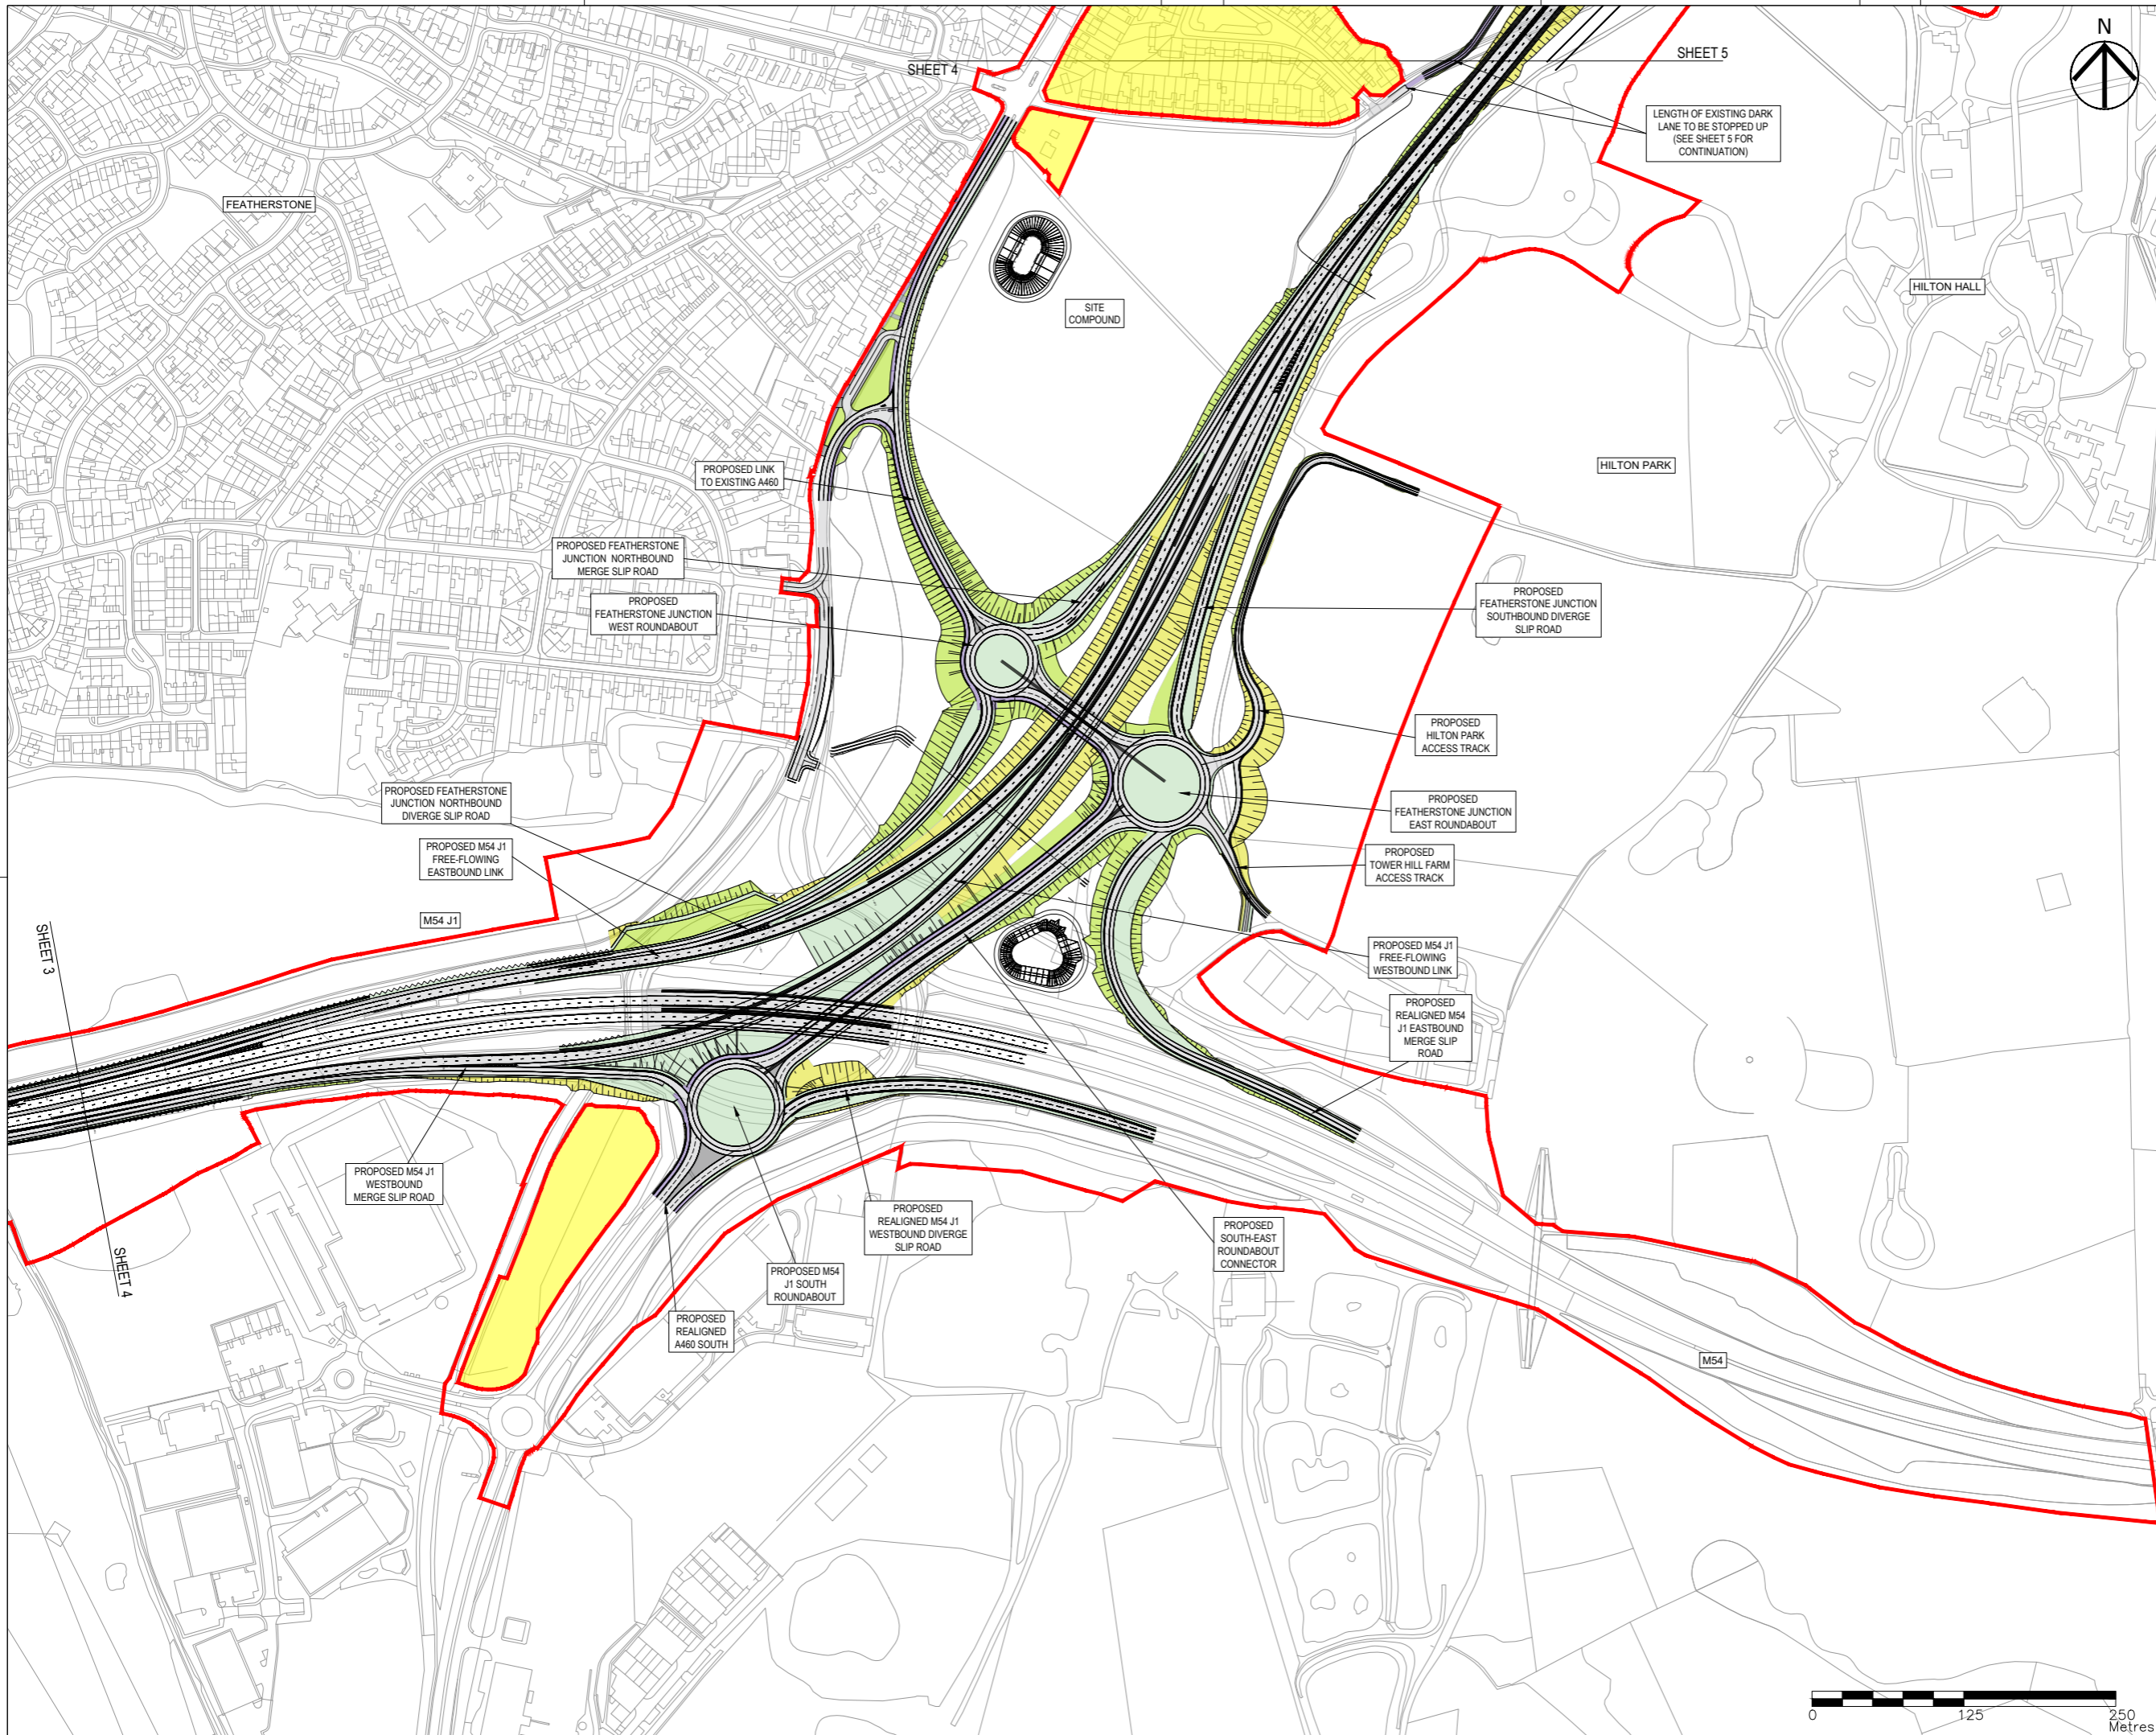 N
SHEET 4
SHEET 5
LENGTH OF EXISTING DARK
LANE TO BE STOPPED UP
(SEE SHEET 5 FOR
CONTINUATION)
FEATHERSTONE
HILTON HALL
SITE
COMPOUND
PROPOSED LINK
TO EXISTING A460
HILTON PARK
PROPOSED FEATHERSTONE
JUNCTION NORTHBOUND
MERGE SLIP ROAD
PROPOSED
FEATHERSTONE JUNCTION
WEST ROUNDABOUT
PROPOSED
FEATHERSTONE JUNCTION
SOUTHBOUND DIVERGE
SLIP ROAD
PROPOSED
HILTON PARK
ACCESS TRACK
PROPOSED FEATHERSTONE
JUNCTION NORTHBOUND
DIVERGE SLIP ROAD
PROPOSED
FEATHERSTONE JUNCTION
EAST ROUNDABOUT
PROPOSED M54 J1
FREE-FLOWING
EASTBOUND LINK
PROPOSED
TOWER HILL FARM
ACCESS TRACK
M54 J1
SHEET 3
PROPOSED M54 J1
FREE-FLOWING
WESTBOUND LINK
PROPOSED
REALIGNED M54
J1 EASTBOUND
MERGE SLIP
ROAD
PROPOSED M54 J1
WESTBOUND
MERGE SLIP ROAD
PROPOSED
REALIGNED M54 J1
WESTBOUND DIVERGE
SLIP ROAD
PROPOSED
SOUTH-EAST
ROUNDABOUT
CONNECTOR
SHEET 4
PROPOSED M54
J1 SOUTH
ROUNDABOUT
PROPOSED
REALIGNED
A460 SOUTH
M54
0 125 250
Metres